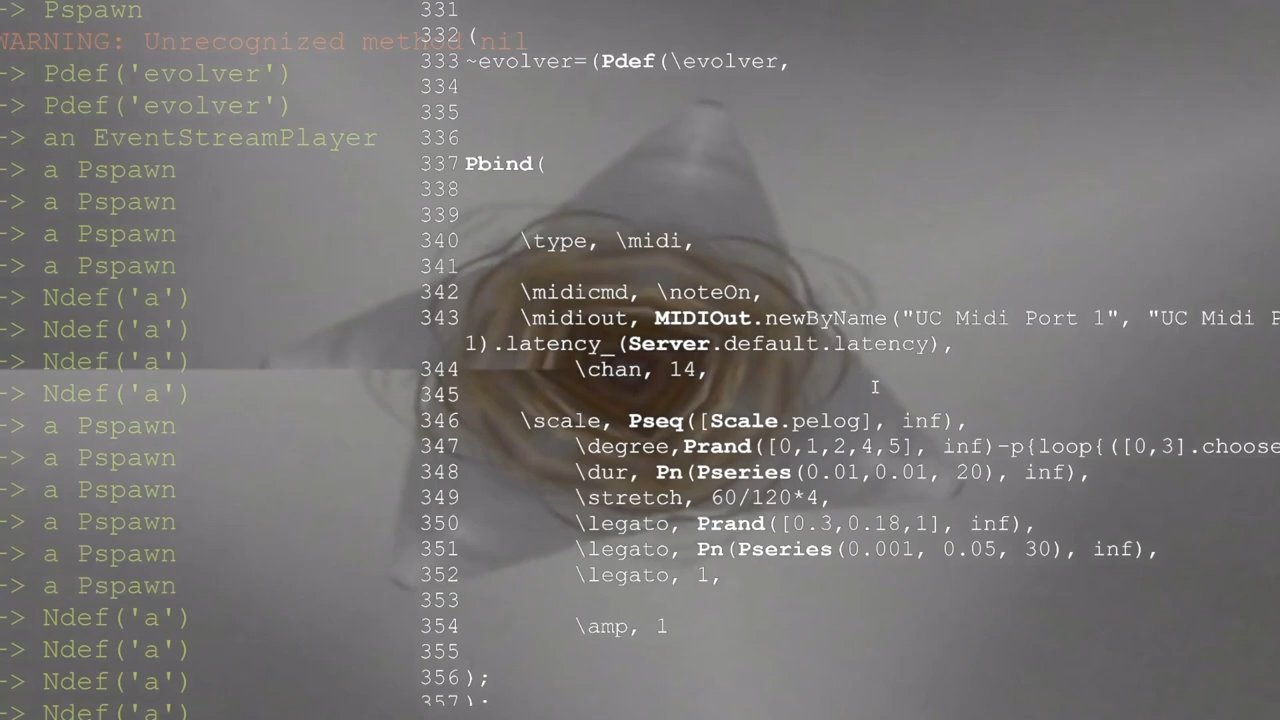 -> Pspawn
WARNING: Unrecognized method nil
-> Pdef('evolver')
-> Pdef('evolver')
-> an EventStreamPlayer
-> a Pspawn
-> a Pspawn
-> a Pspawn
-> a Pspawn
-> Ndef('a')
-> Ndef('a')
-> Ndef('a')
-> Ndef('a')
-> a Pspawn
-> a Pspawn
-> a Pspawn
-> a Pspawn
-> a Pspawn
-> a Pspawn
-> Ndef('a')
-> Ndef('a')
-> Ndef('a')
-> Ndef('a')
331
332 (
333 ~evolver=(Pdef(\evolver,
334
335
336
337 Pbind(
338
339
340 \type, \midi,
341
342 \midicmd, \noteOn,
343 \midiout, MIDIOut.newByName("UC Midi Port 1", "UC Midi P
1).latency_(Server.default.latency),
344 \chan, 14,
345
346 \scale, Pseq([Scale.pelog], inf),
347 \degree,Prand([0,1,2,4,5], inf)-p{loop{([0,3].choose
348 \dur, Pn(Pseries(0.01,0.01, 20), inf),
349 \stretch, 60/120*4,
350 \legato, Prand([0.3,0.18,1], inf),
351 \legato, Pn(Pseries(0.001, 0.05, 30), inf),
352 \legato, 1,
353
354 \amp, 1
355
356 );
357 );